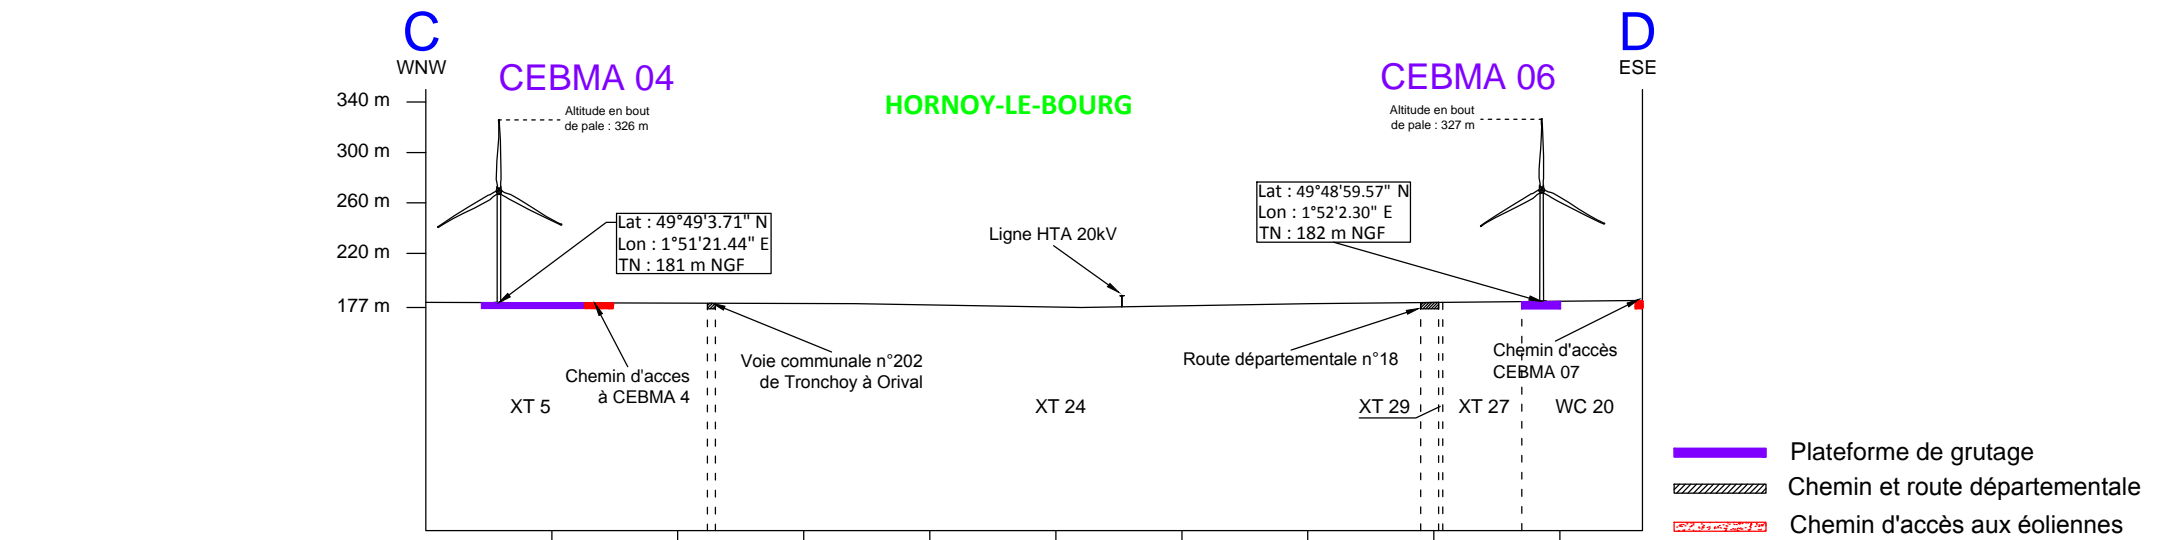 C
WNW
D
ESE
CEBMA 04
CEBMA 06
HORNOY-LE-BOURG
Altitude en bout
de pale : 326 m
Altitude en bout
de pale : 327 m
340 m
300 m
260 m
220 m
177 m
Lat : 49°49'3.71" N
Lon : 1°51'21.44" E
TN : 181 m NGF
Ligne HTA 20kV
Lat : 49°48'59.57" N
Lon : 1°52'2.30" E
TN : 182 m NGF
Chemin d'acces
à CEBMA 4
Voie communale n°202
de Tronchoy à Orival
Route départementale n°18
Chemin d'accès
CEBMA 07
XT 5
XT 24
XT 29
XT 27
WC 20
Plateforme de grutage
Chemin et route départementale
Chemin d'accès aux éoliennes